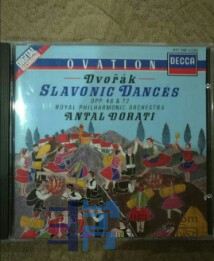 OVATION
DECCA
Dvořák
SLAVONIC DANCES
OPP. 46 & 72
ROYAL PHILHARMONIC ORCHESTRA
ANTAL DORATI